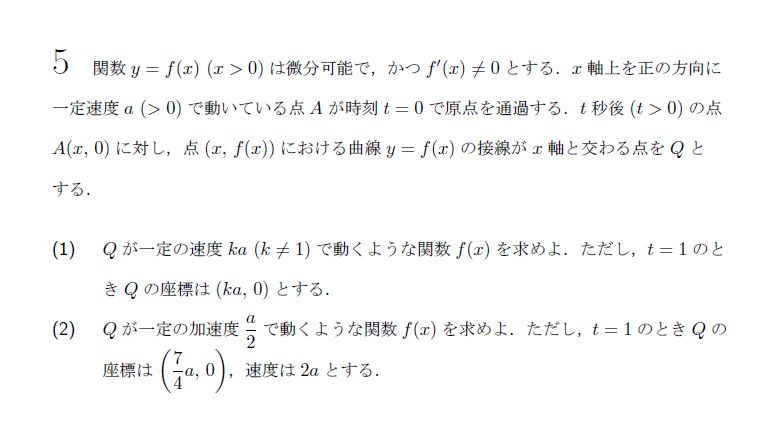 5 関数 y = f(x) (x > 0) は微分可能で，かつ f′(x) ≠ 0 とする．x 軸上を正の方向に
一定速度 a (> 0) で動いている点 A が時刻 t = 0 で原点を通過する．t 秒後 (t > 0) の点
A(x, 0) に対し，点 (x, f(x)) における曲線 y = f(x) の接線が x 軸と交わる点を Q と
する．
(1) Q が一定の速度 ka (k ≠ 1) で動くような関数 f(x) を求めよ．ただし，t = 1 のと
き Q の座標は (ka, 0) とする．
(2) Q が一定の加速度 a/2 で動くような関数 f(x) を求めよ．ただし，t = 1 のとき Q の
座標は (7/4 a, 0)，速度は 2a とする．